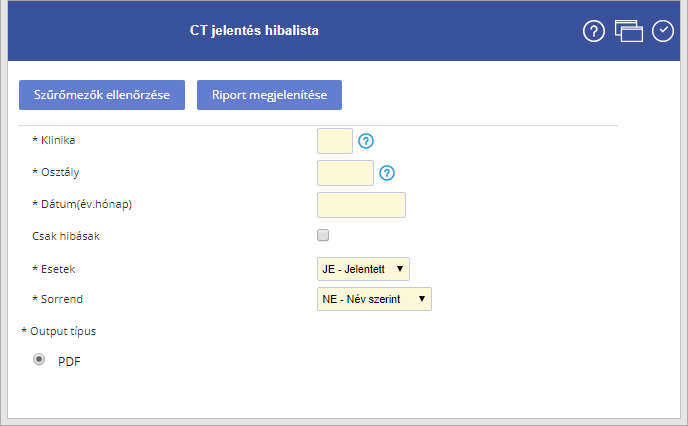 CT jelentés hibalista
Szűrőmezők ellenőrzése Riport megjelenítése
* Klinika
* Osztály
* Dátum(év.hónap)
Csak hibásak
* Esetek JE - Jelentett
* Sorrend NE - Név szerint
* Output típus
PDF